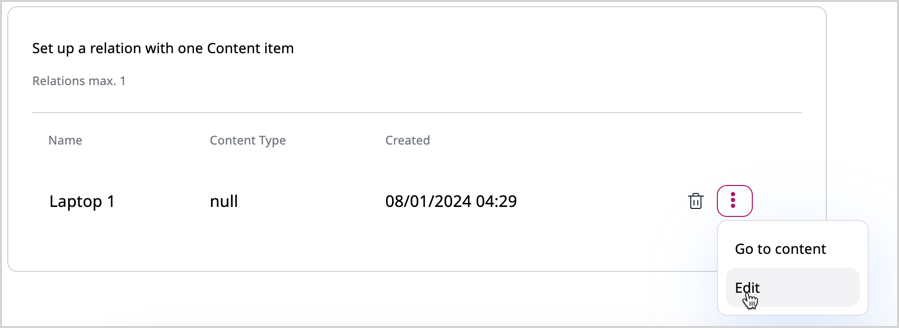 Set up a relation with one Content item
Relations max. 1
Name Content Type Created
Laptop 1 null 08/01/2024 04:29
Go to content
Edit